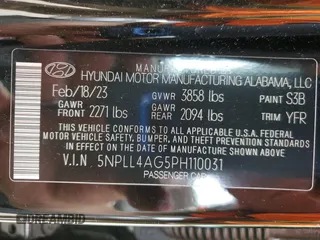 MANUFACTURED BY
HYUNDAI MOTOR MANUFACTURING ALABAMA, LLC
Feb/18/23 GVWR 3858 lbs PAINT S3B
GAWR FRONT 2271 lbs GAWR REAR 2094 lbs TRIM YFR
THIS VEHICLE CONFORMS TO ALL APPLICABLE
FEDERAL MOTOR VEHICLE SAFETY, BUMPER, AND
THEFT PREVENTION STANDARDS IN EFFECT ON
THE DATE OF MANUFACTURE SHOWN ABOVE.
V.I.N 5NPLL4AG5PH110031
PASSENGER CAR